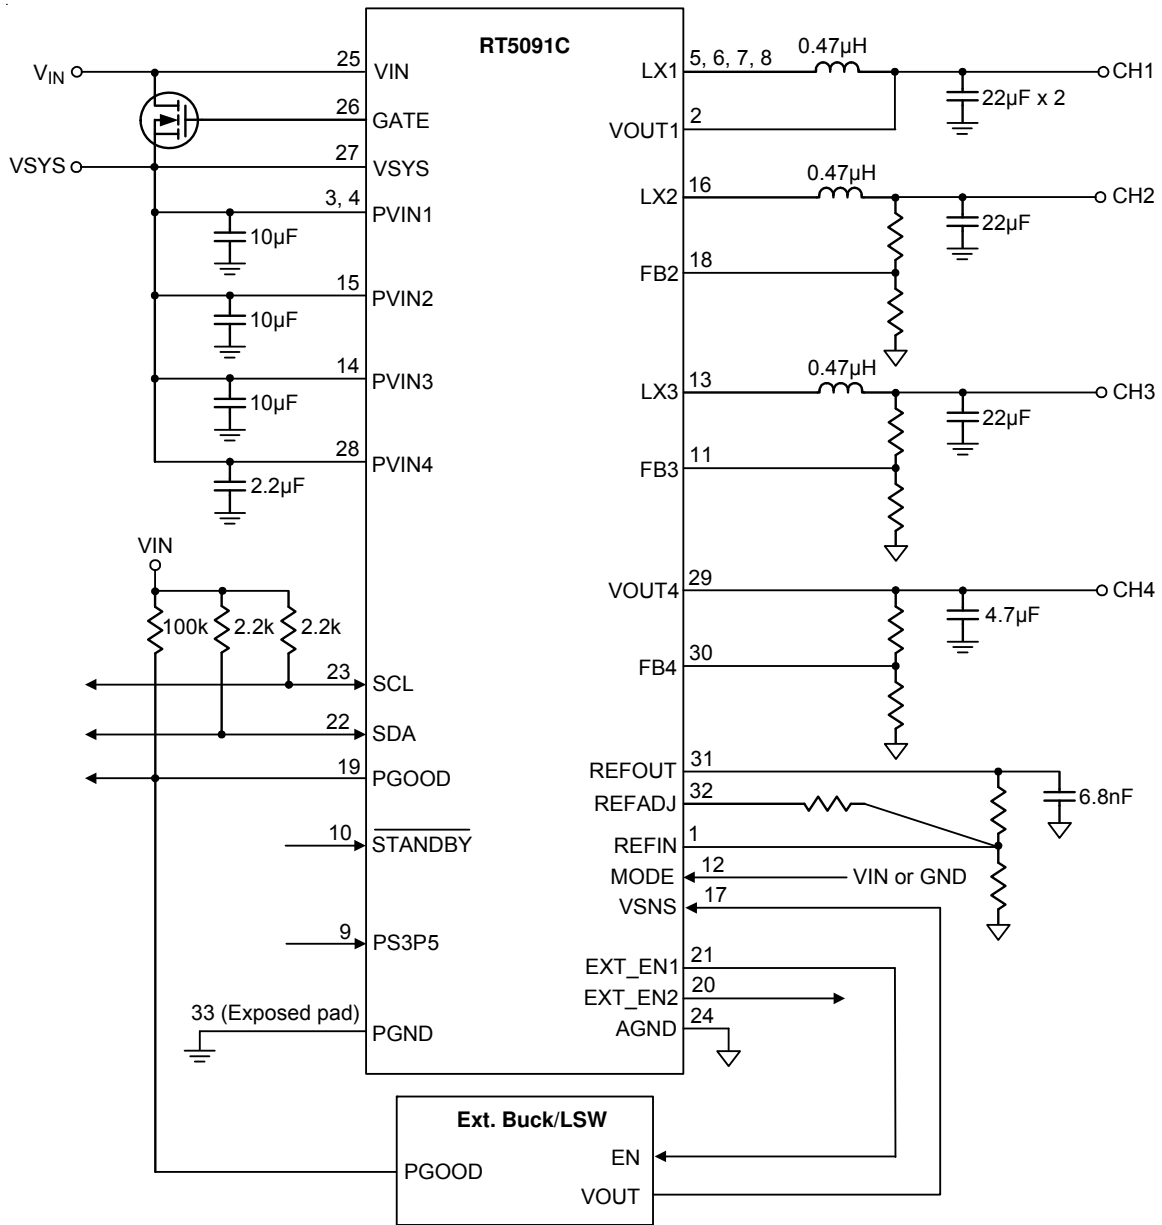 RT5091C
V_IN
25
VIN
26
GATE
VSYS
27
VSYS
3, 4
PVIN1
10µF
15
PVIN2
10µF
14
PVIN3
10µF
28
PVIN4
2.2µF
VIN
100k
2.2k
2.2k
23
SCL
22
SDA
19
PGOOD
10
STANDBY
9
PS3P5
33 (Exposed pad)
PGND
LX1
5, 6, 7, 8
0.47µH
CH1
22µF x 2
VOUT1
2
LX2
16
0.47µH
CH2
22µF
FB2
18
LX3
13
0.47µH
CH3
22µF
FB3
11
VOUT4
29
CH4
4.7µF
FB4
30
REFOUT
31
6.8nF
REFADJ
32
REFIN
1
MODE
12
VIN or GND
VSNS
17
EXT_EN1
21
EXT_EN2
20
AGND
24
Ext. Buck/LSW
PGOOD
EN
VOUT